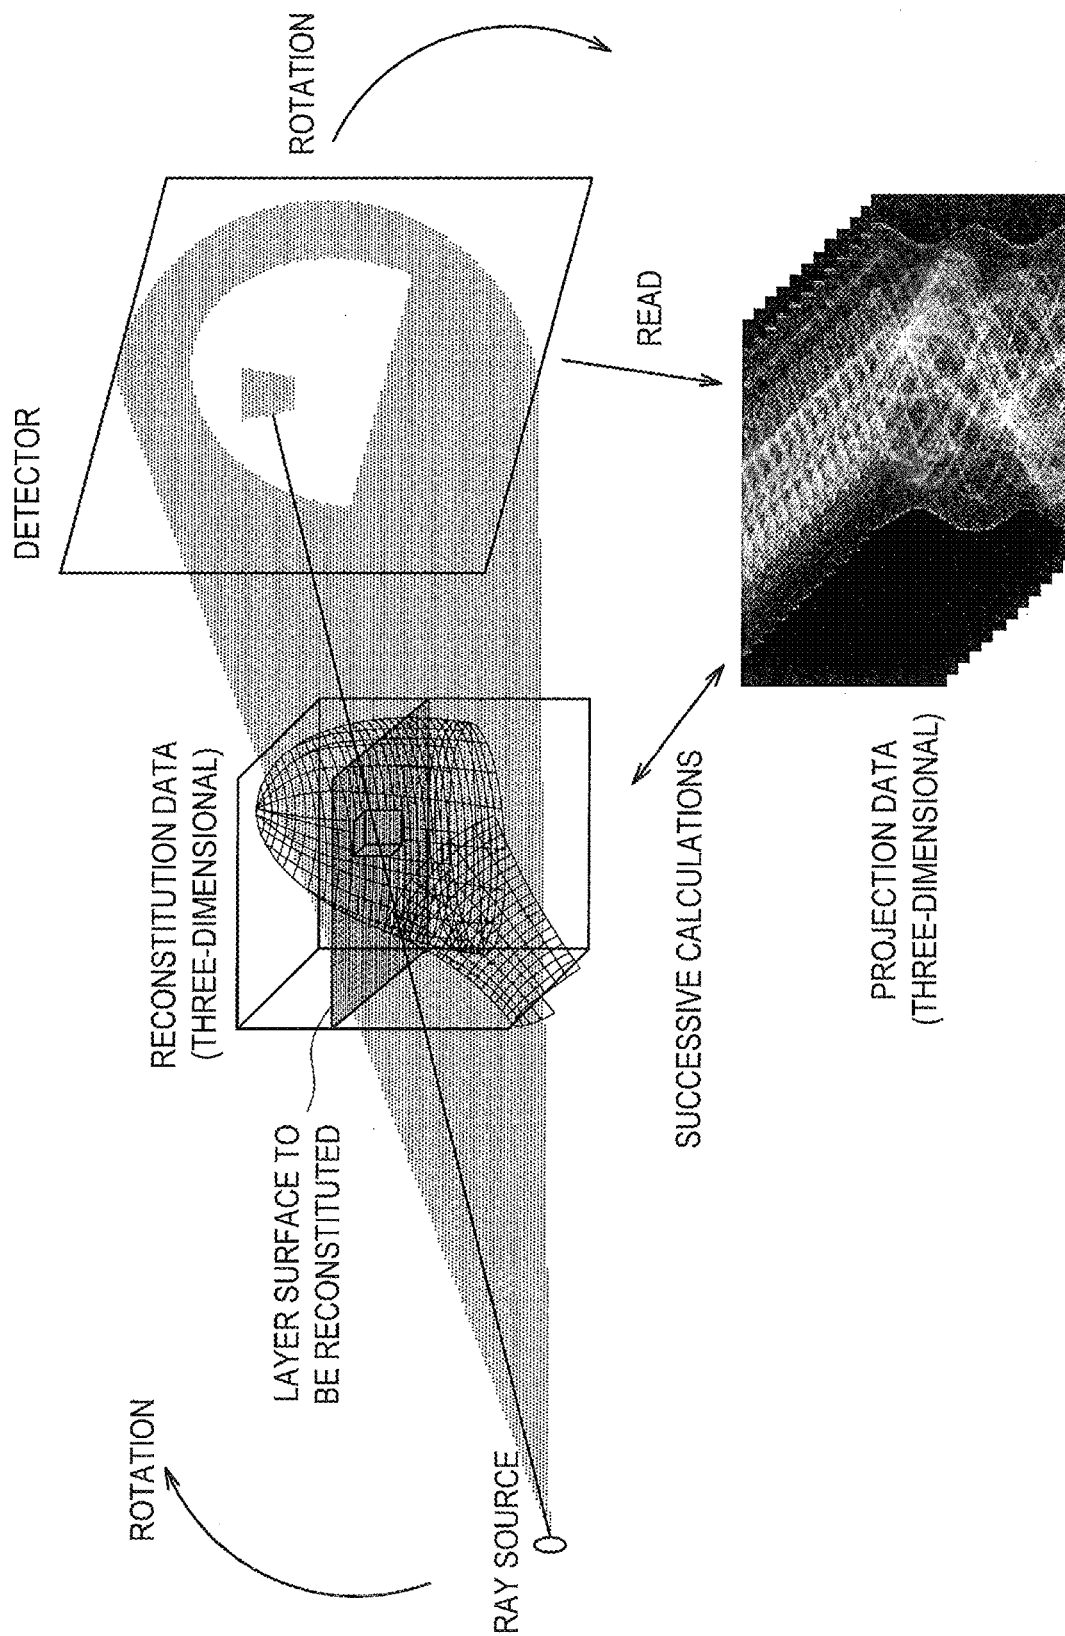 DETECTOR
ROTATION
RECONSTITUTION DATA
(THREE-DIMENSIONAL)
LAYER SURFACE TO
BE RECONSTITUTED
ROTATION
RAY SOURCE
READ
SUCCESSIVE CALCULATIONS
PROJECTION DATA
(THREE-DIMENSIONAL)